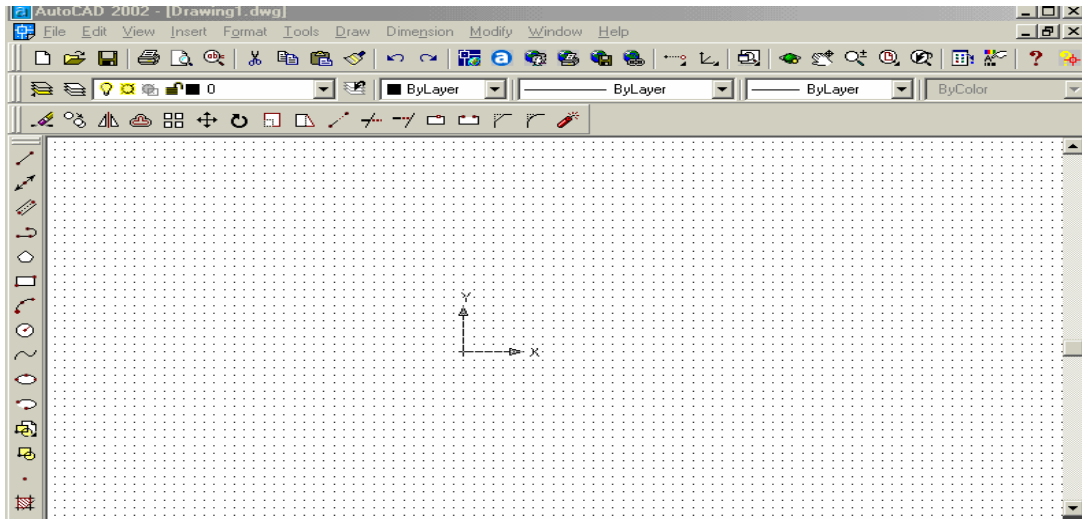 AutoCAD 2002 - [Drawing1.dwg]
File Edit View Insert Format Tools Draw Dimension Modify Window Help
0 ByLayer ByLayer ByLayer ByColor
Y
X